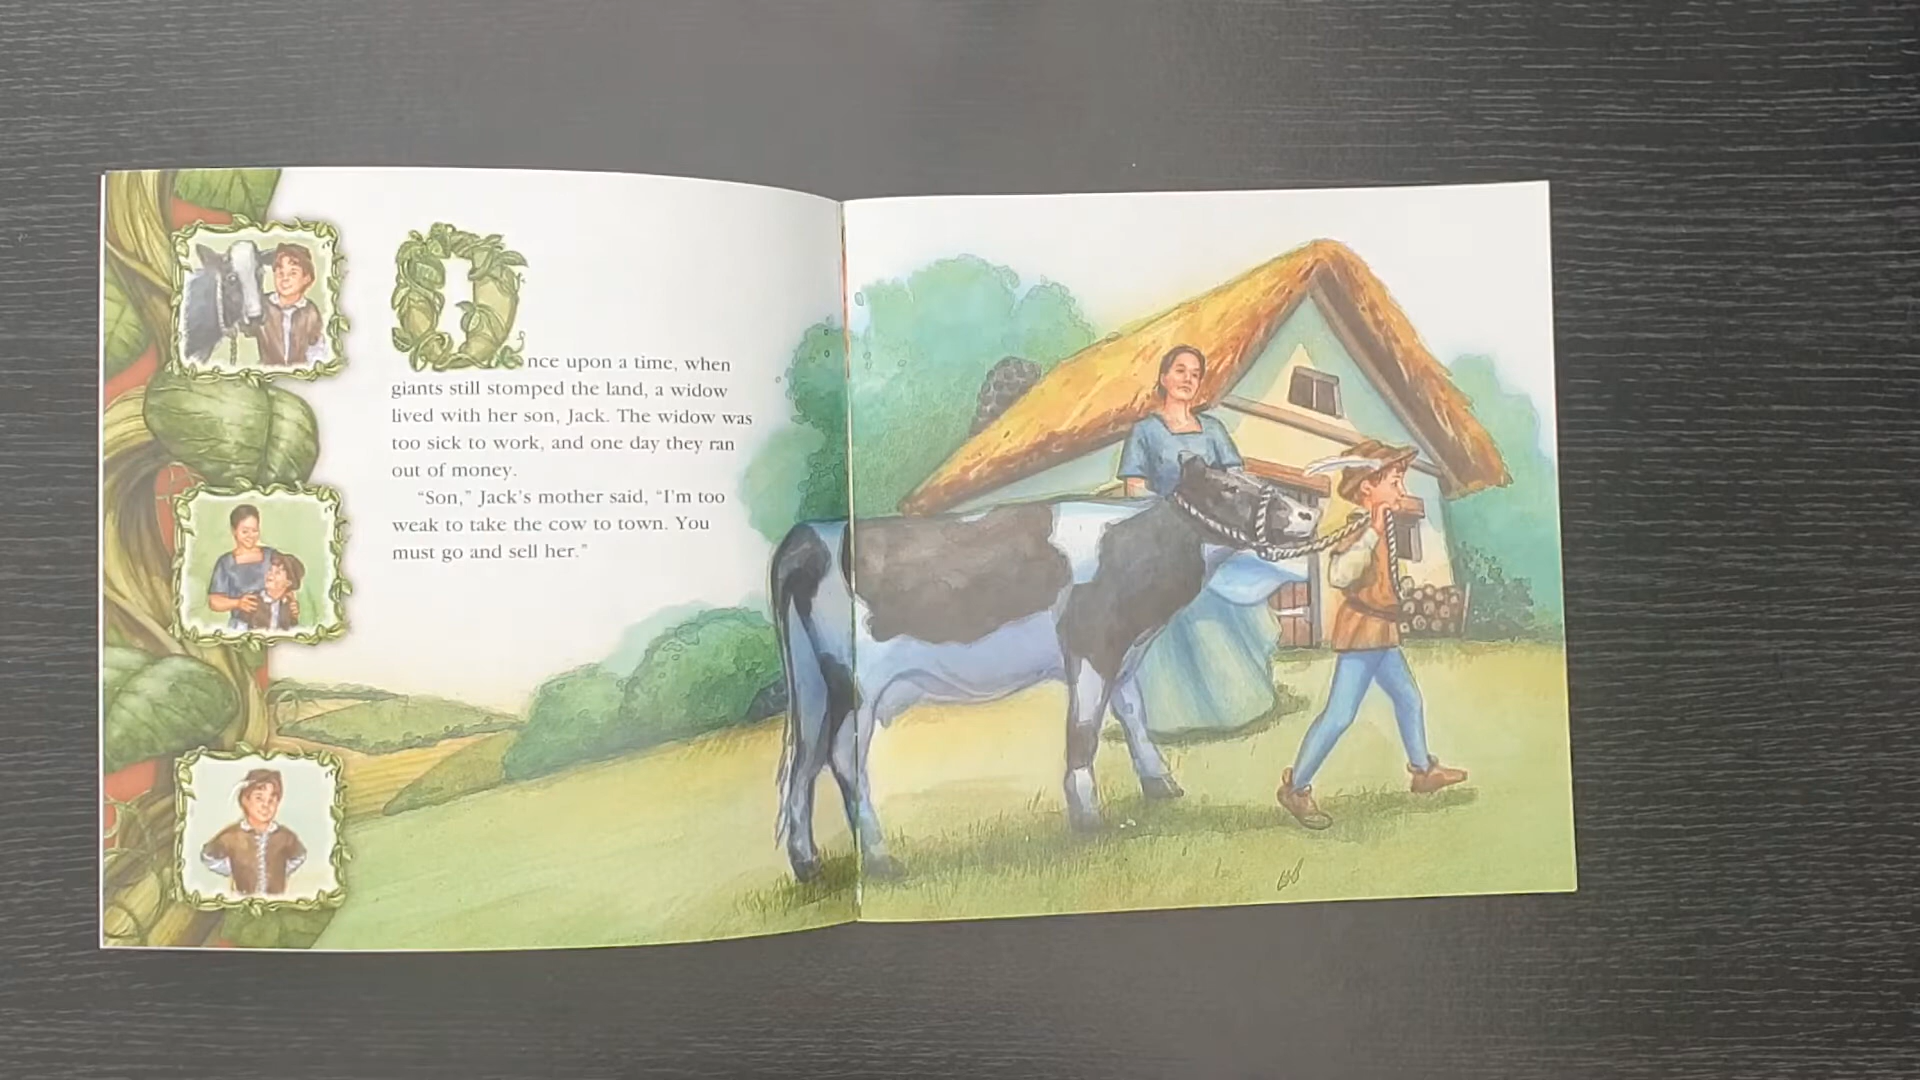 Once upon a time, when
giants still stomped the land, a widow
lived with her son, Jack. The widow was
too sick to work, and one day they ran
out of money.
“Son,” Jack’s mother said, “I’m too
weak to take the cow to town. You
must go and sell her.”